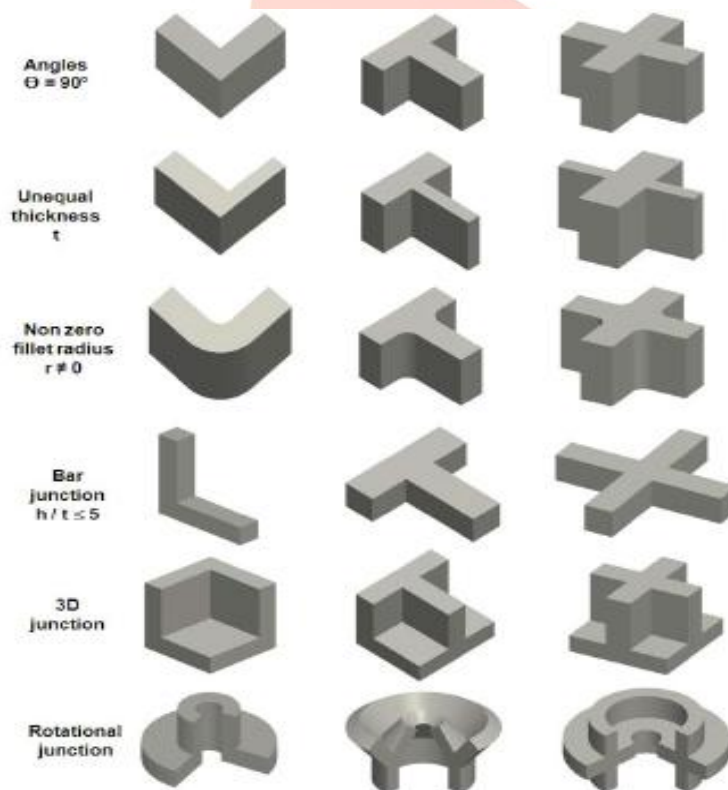 Angles
Θ = 90°
Unequal
thickness
t
Non zero
fillet radius
r ≠ 0
Bar
junction
h / t ≤ 5
3D
junction
Rotational
junction